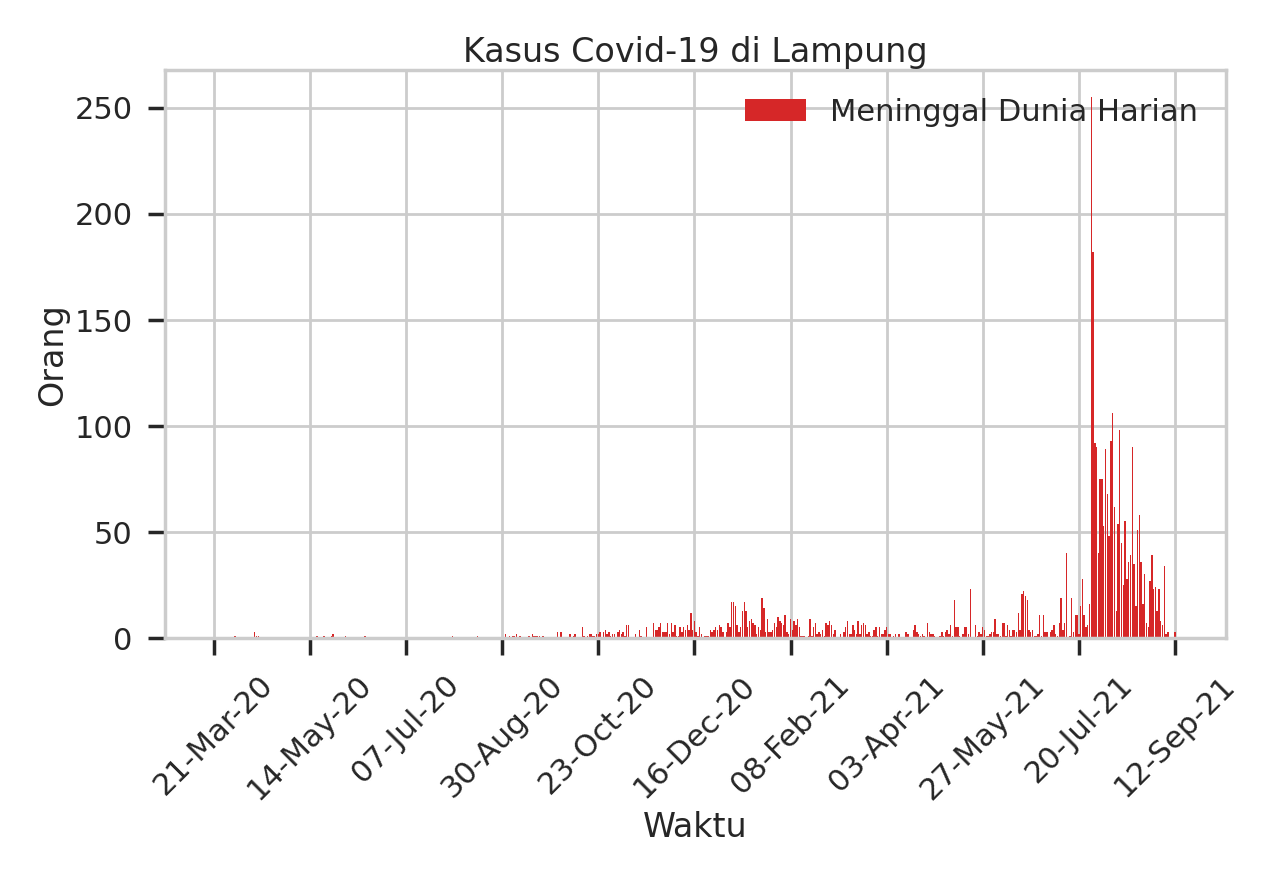 Kasus Covid-19 di Lampung
Meninggal Dunia Harian
Orang
250
200
150
100
50
0
21-Mar-20
14-May-20
07-Jul-20
30-Aug-20
23-Oct-20
16-Dec-20
08-Feb-21
03-Apr-21
27-May-21
20-Jul-21
12-Sep-21
Waktu